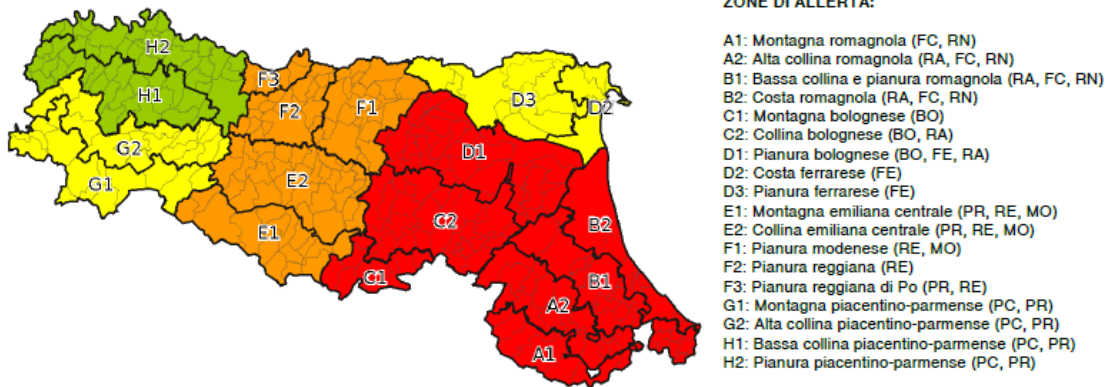 ZONE DI ALLERTA:
A1: Montagna romagnola (FC, RN)
A2: Alta collina romagnola (RA, FC, RN)
B1: Bassa collina e pianura romagnola (RA, FC, RN)
B2: Costa romagnola (RA, FC, RN)
C1: Montagna bolognese (BO)
C2: Collina bolognese (BO, RA)
D1: Pianura bolognese (BO, FE, RA)
D2: Costa ferrarese (FE)
D3: Pianura ferrarese (FE)
E1: Montagna emiliana centrale (PR, RE, MO)
E2: Collina emiliana centrale (PR, RE, MO)
F1: Pianura modenese (RE, MO)
F2: Pianura reggiana (RE)
F3: Pianura reggiana di Po (PR, RE)
G1: Montagna piacentino-parmense (PC, PR)
G2: Alta collina piacentino-parmense (PC, PR)
H1: Bassa collina piacentino-parmense (PC, PR)
H2: Pianura piacentino-parmense (PC, PR)
H2
F3
H1
F2
F1
D3
D2
G2
D1
G1
E2
C2
B2
E1
C1
B1
A2
A1